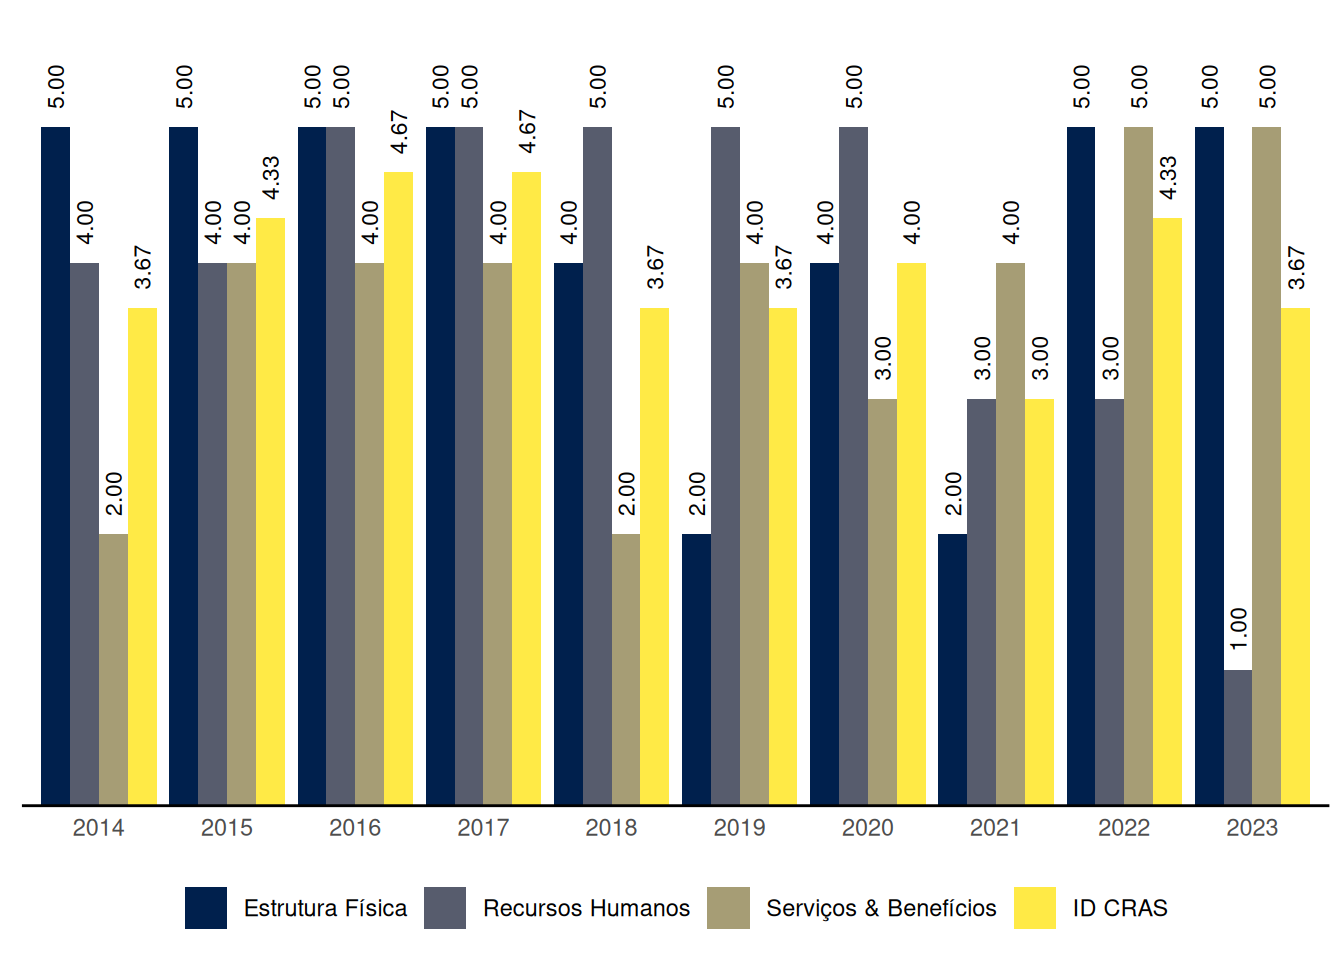 5.00 4.00 2.00 3.67 5.00 4.00 4.00 4.33 5.00 5.00 4.00 4.67 5.00 5.00 4.00 4.67 4.00 5.00 2.00 3.67 2.00 5.00 4.00 3.67 4.00 5.00 3.00 4.00 2.00 3.00 4.00 3.00 5.00 3.00 5.00 4.33 5.00 1.00 5.00 3.67
2014 2015 2016 2017 2018 2019 2020 2021 2022 2023
Estrutura Física Recursos Humanos Serviços & Benefícios ID CRAS